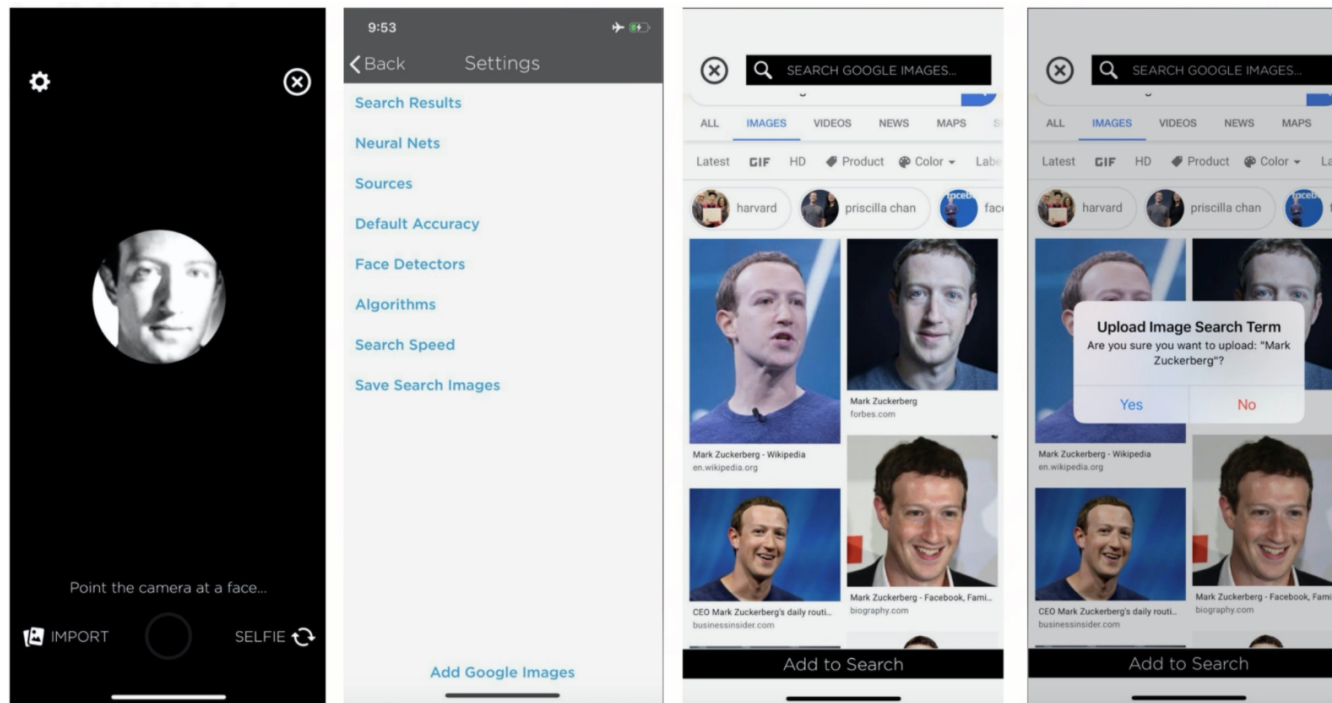 Point the camera at a face...
IMPORT
SELFIE
9:53
Back
Settings
Search Results
Neural Nets
Sources
Default Accuracy
Face Detectors
Algorithms
Search Speed
Save Search Images
Add Google Images
SEARCH GOOGLE IMAGES...
ALL IMAGES VIDEOS NEWS MAPS S
Latest GIF HD Product Color Labe
harvard
priscilla chan
face
Mark Zuckerberg
forbes.com
Mark Zuckerberg - Wikipedia
en.wikipedia.org
Mark Zuckerberg - Facebook, Fami...
biography.com
CEO Mark Zuckerberg's daily routi...
businessinsider.com
Add to Search
SEARCH GOOGLE IMAGES...
ALL IMAGES VIDEOS NEWS MAPS
Latest GIF HD Product Color La
harvard
priscilla chan
Upload Image Search Term
Are you sure you want to upload: "Mark
Zuckerberg"?
Yes
No
Mark Zuckerberg - Wikipedia
en.wikipedia.org
Mark Zuckerberg - Facebook, Fami
biography.com
CEO Mark Zuckerberg's daily routi...
businessinsider.com
Add to Search